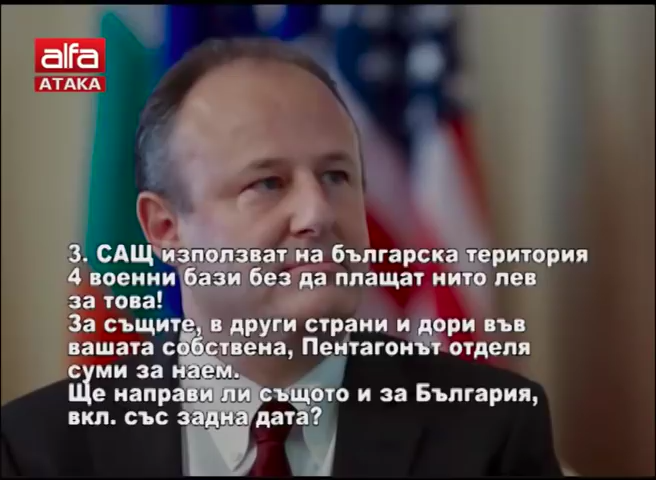 alfa
АТАКА
3. САЩ използват на българска територия
4 военни бази без да плащат нито лев
за това!
За същите, в други страни и дори във
вашата собствена, Пентагонът отделя
суми за наем.
Ще направи ли същото и за България,
вкл. със задна дата?